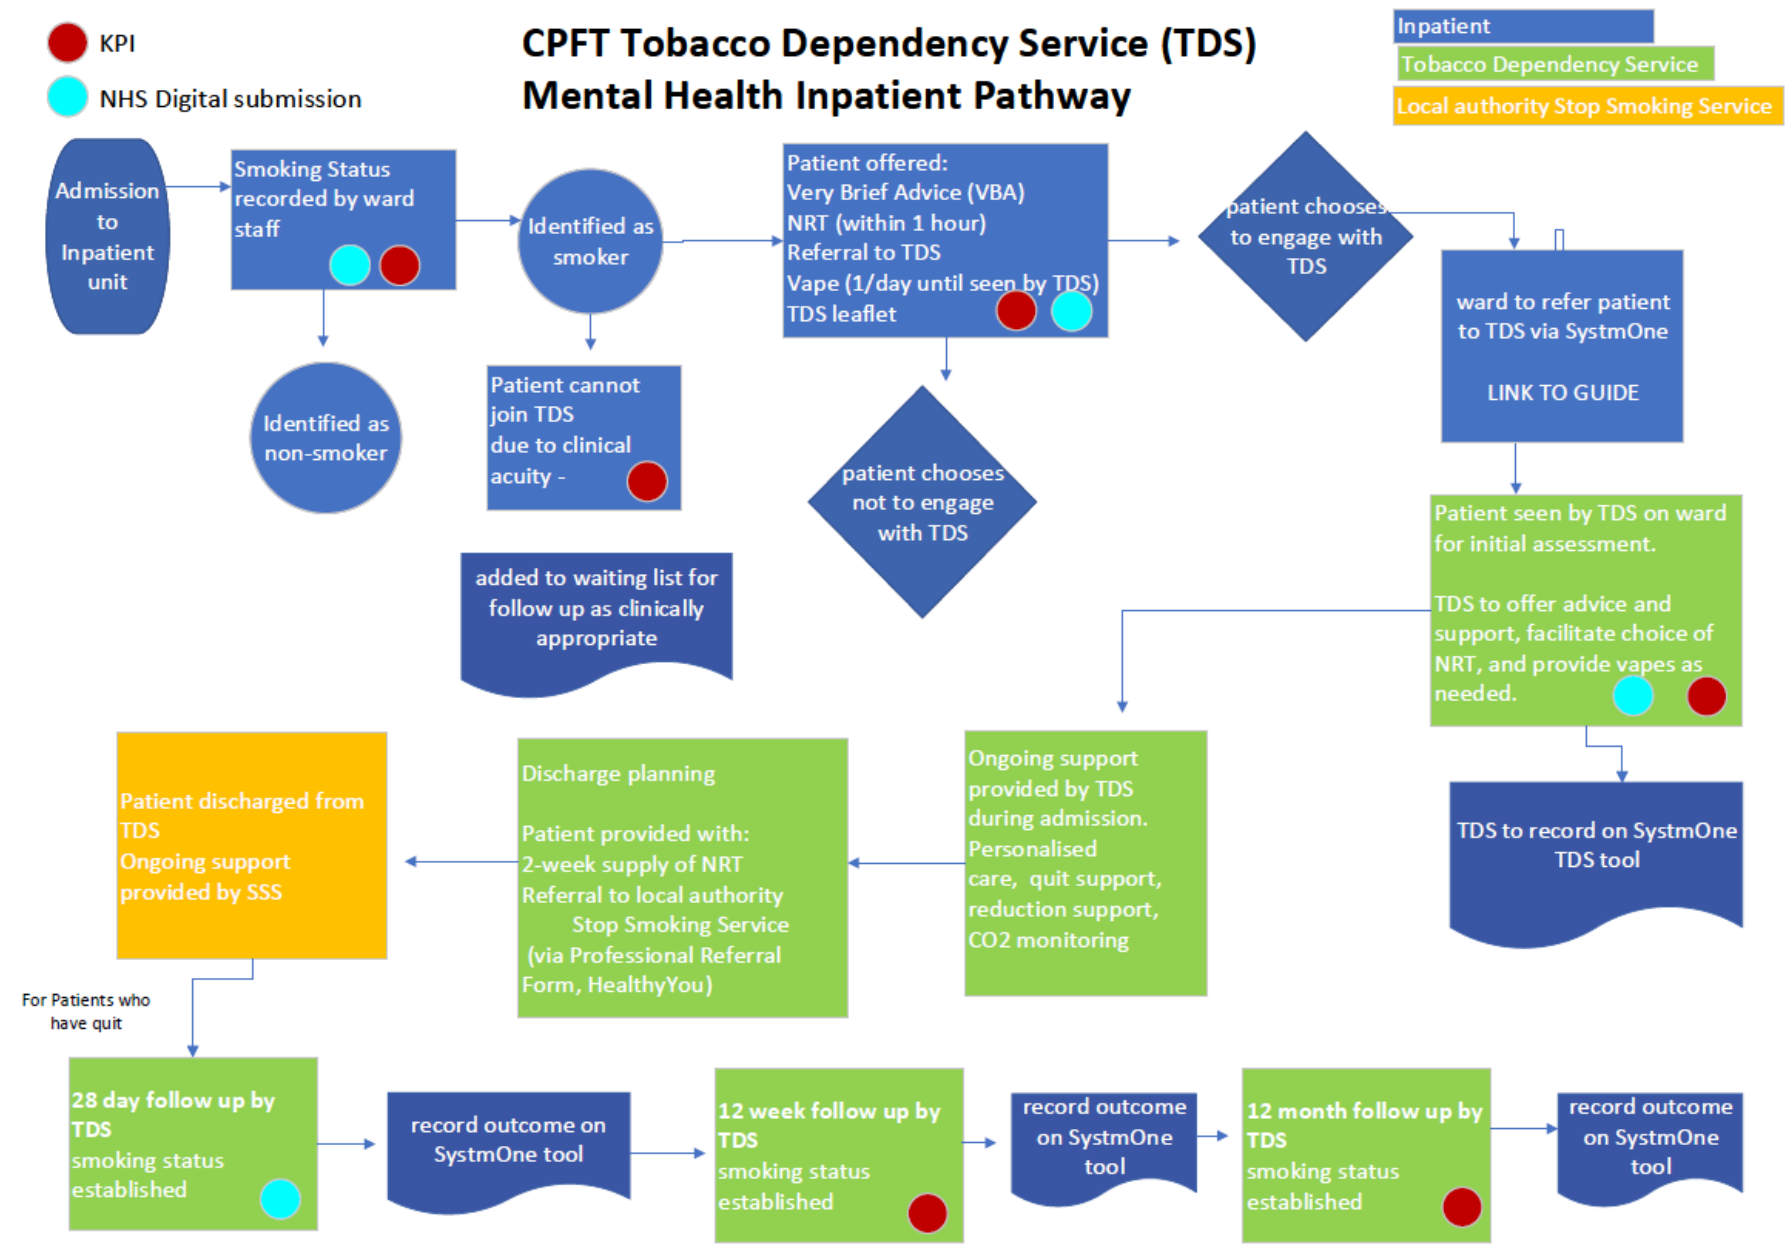 KPI
NHS Digital submission
CPFT Tobacco Dependency Service (TDS)
Mental Health Inpatient Pathway
Inpatient
Tobacco Dependency Service
Local authority Stop Smoking Service
Admission
to
Inpatient
unit
Smoking Status
recorded by ward
staff
Identified as
smoker
Patient offered:
Very Brief Advice (VBA)
NRT (within 1 hour)
Referral to TDS
Vape (1/day until seen by TDS)
TDS leaflet
patient chooses
to engage with
TDS
ward to refer patient
to TDS via SystmOne
LINK TO GUIDE
Identified as
non-smoker
Patient cannot
join TDS
due to clinical
acuity -
patient chooses
not to engage
with TDS
added to waiting list for
follow up as clinically
appropriate
Patient seen by TDS on ward
for initial assessment.
TDS to offer advice and
support, facilitate choice of
NRT, and provide vapes as
needed.
TDS to record on SystmOne
TDS tool
Ongoing support
provided by TDS
during admission.
Personalised
care,  quit support,
reduction support,
CO2 monitoring
Discharge planning
Patient provided with:
2-week supply of NRT
Referral to local authority
Stop Smoking Service
(via Professional Referral
Form, HealthyYou)
Patient discharged from
TDS
Ongoing support
provided by SSS
For Patients who
have quit
28 day follow up by
TDS
smoking status
established
record outcome on
SystmOne tool
12 week follow up by
TDS
smoking status
established
record outcome
on SystmOne
tool
12 month follow up by
TDS
smoking status
established
record outcome
on SystmOne
tool